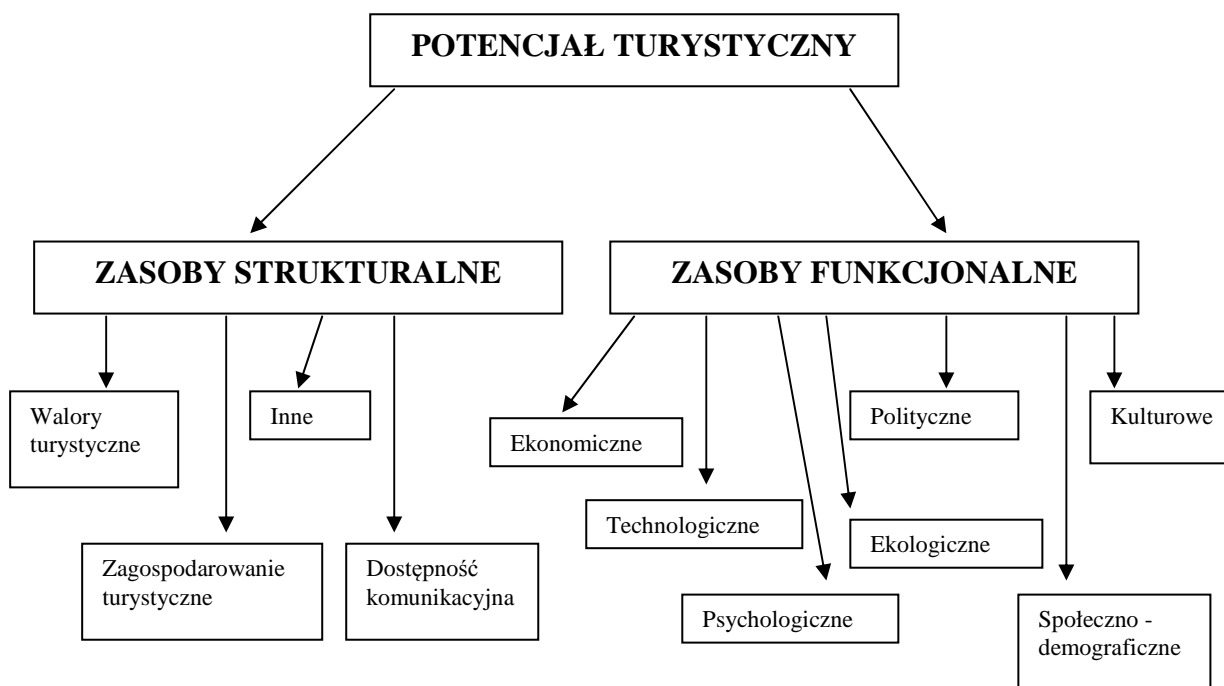 POTENCJAŁ TURYSTYCZNY
ZASOBY STRUKTURALNE
ZASOBY FUNKCJONALNE
Walory
turystyczne
Inne
Ekonomiczne
Polityczne
Kulturowe
Zagospodarowanie
turystyczne
Dostępność
komunikacyjna
Technologiczne
Ekologiczne
Psychologiczne
Społeczno -
demograficzne